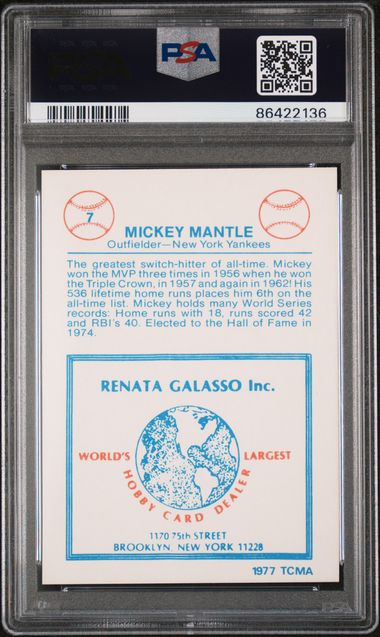 PSA
PSA
86422136
7
MICKEY MANTLE
Outfielder—New York Yankees
The greatest switch-hitter of all-time. Mickey
won the MVP three times in 1956 when he won
the Triple Crown, in 1957 and again in 1962! His
536 lifetime home runs places him 6th on the
all-time list. Mickey holds many World Series
records: Home runs with 18, runs scored 42
and RBI's 40. Elected to the Hall of Fame in
1974.
RENATA GALASSO Inc.
WORLD'S LARGEST
HOBBY CARD DEALER
1170 75th STREET
BROOKLYN, NEW YORK 11228
1977 TCMA